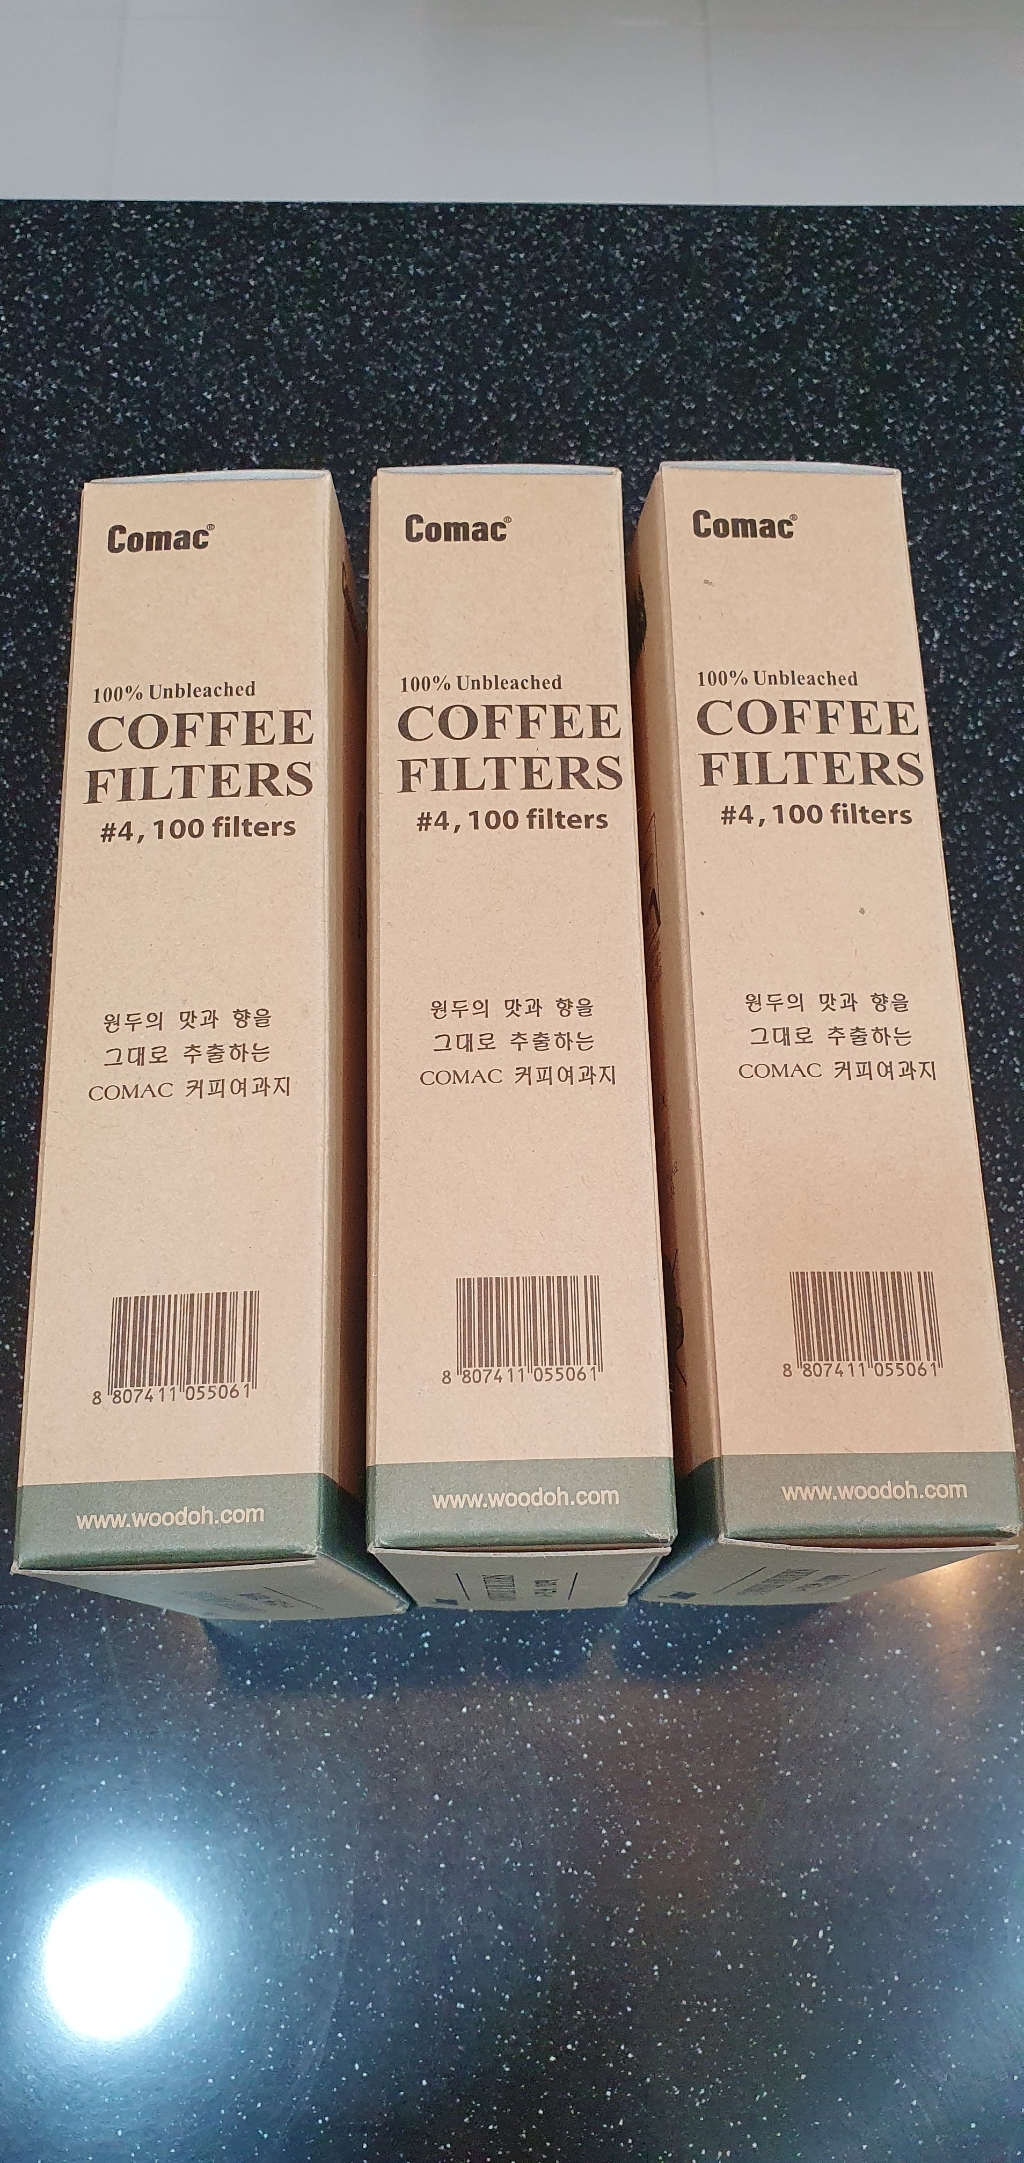 Comac®
100% Unbleached
COFFEE
FILTERS
#4, 100 filters
원두의 맛과 향을
그대로 추출하는
COMAC 커피여과지
8 807411 055061
www.woodoh.com
Comac®
100% Unbleached
COFFEE
FILTERS
#4, 100 filters
원두의 맛과 향을
그대로 추출하는
COMAC 커피여과지
8 807411 055061
www.woodoh.com
Comac®
100% Unbleached
COFFEE
FILTERS
#4, 100 filters
원두의 맛과 향을
그대로 추출하는
COMAC 커피여과지
8 807411 055061
www.woodoh.com